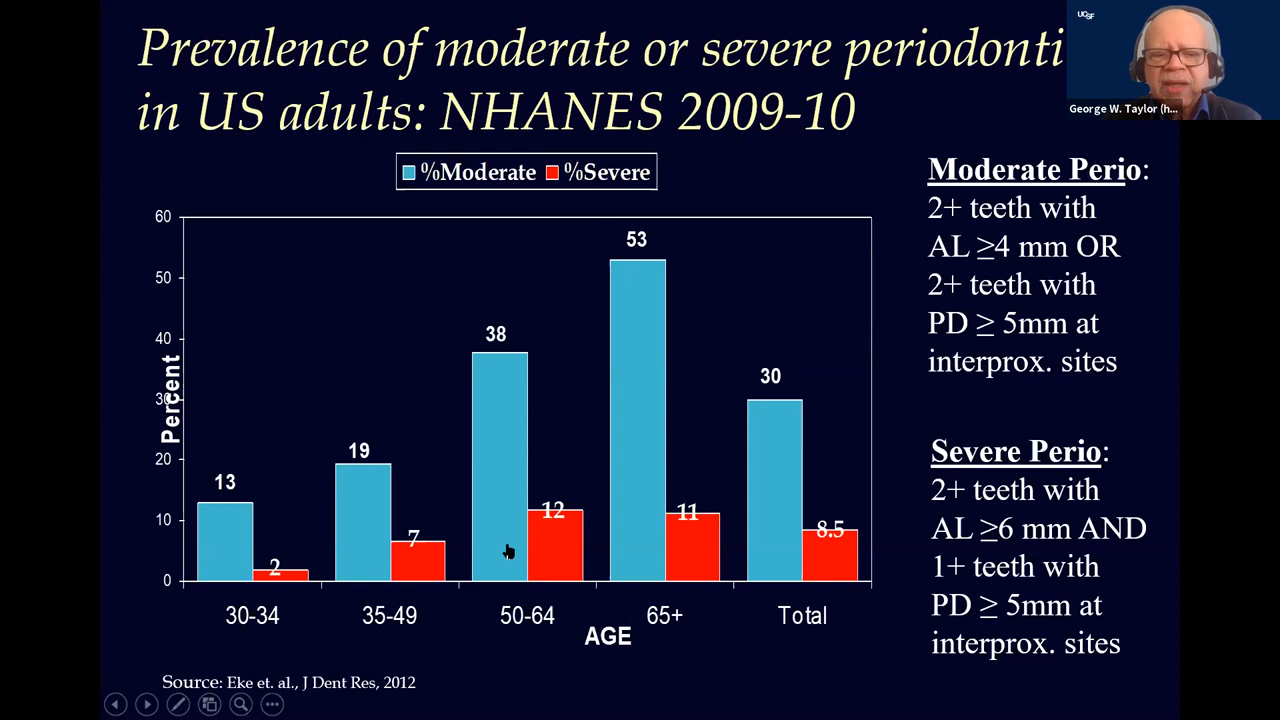 Prevalence of moderate or severe periodonti
in US adults: NHANES 2009-10
UCSF
George W. Taylor (h...
%Moderate %Severe
Moderate Perio:
2+ teeth with
AL ≥4 mm OR
2+ teeth with
PD ≥ 5mm at
interprox. sites
Severe Perio:
2+ teeth with
AL ≥6 mm AND
1+ teeth with
PD ≥ 5mm at
interprox. sites
Percent
60
50
40
30
20
10
0
13
2
19
7
38
12
53
11
30
8.5
30-34 35-49 50-64 65+ Total
AGE
Source: Eke et. al., J Dent Res, 2012